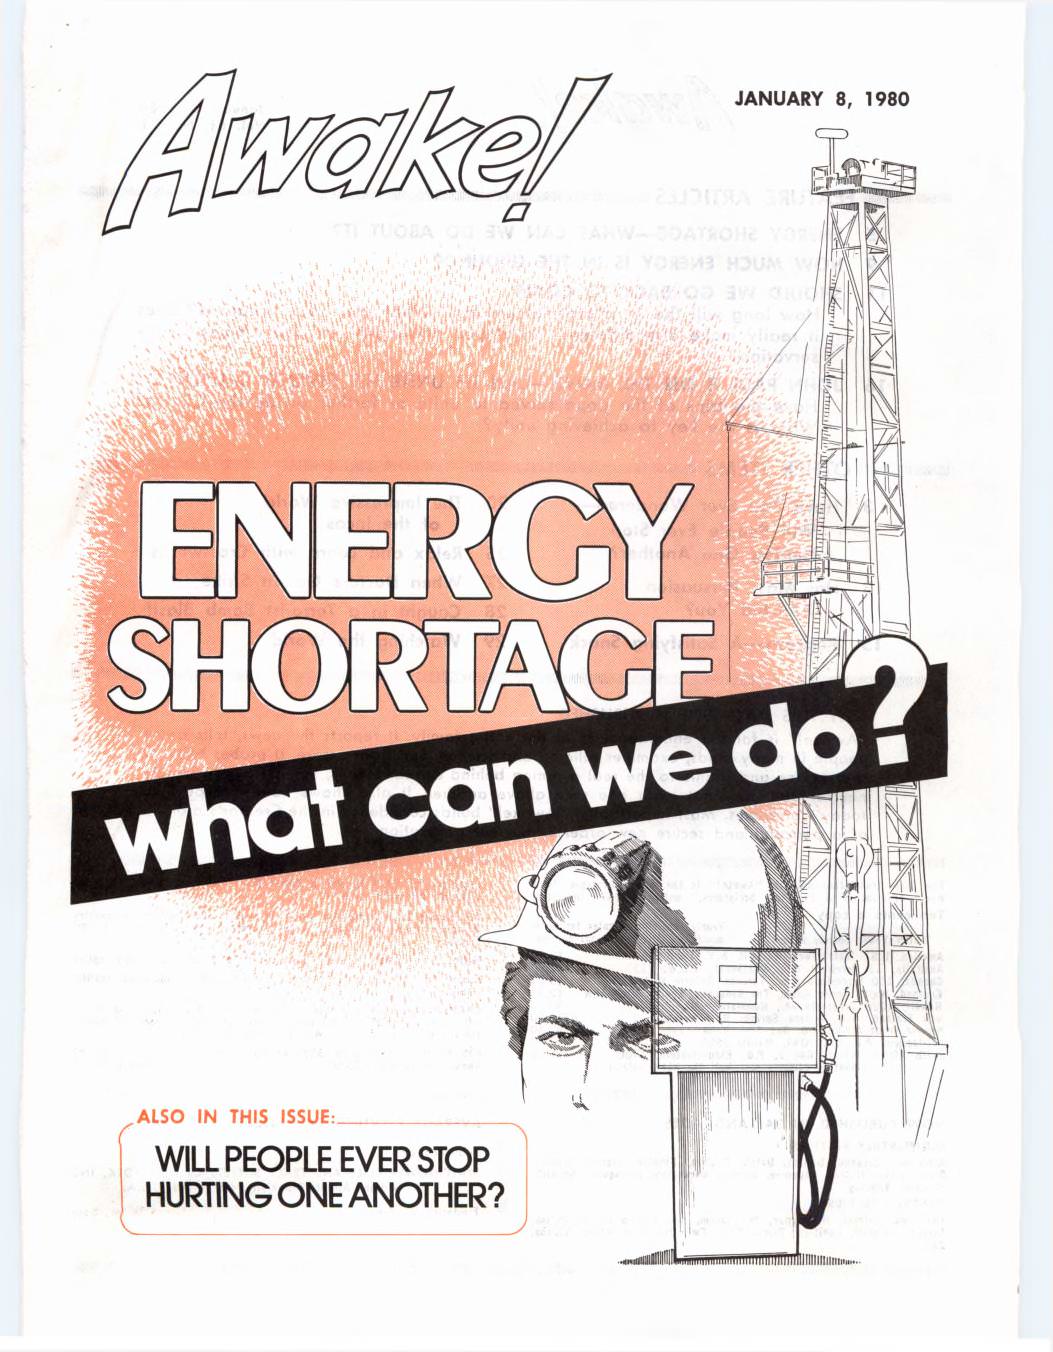 Awake!
JANUARY 8, 1980
ENERGY
SHORTAGE
what can we do?
ALSO IN THIS ISSUE:
WILL PEOPLE EVER STOP
HURTING ONE ANOTHER?